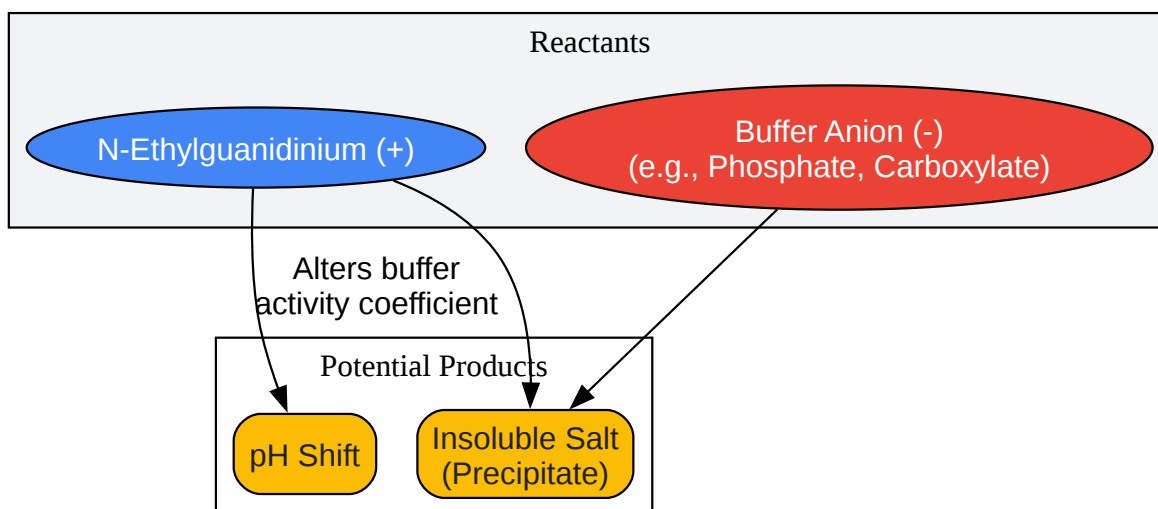 Reactants
N-Ethylguanidinium (+)
Buffer Anion (-)
(e.g., Phosphate, Carboxylate)
Alters buffer
activity coefficient
Potential Products
pH Shift
Insoluble Salt
(Precipitate)